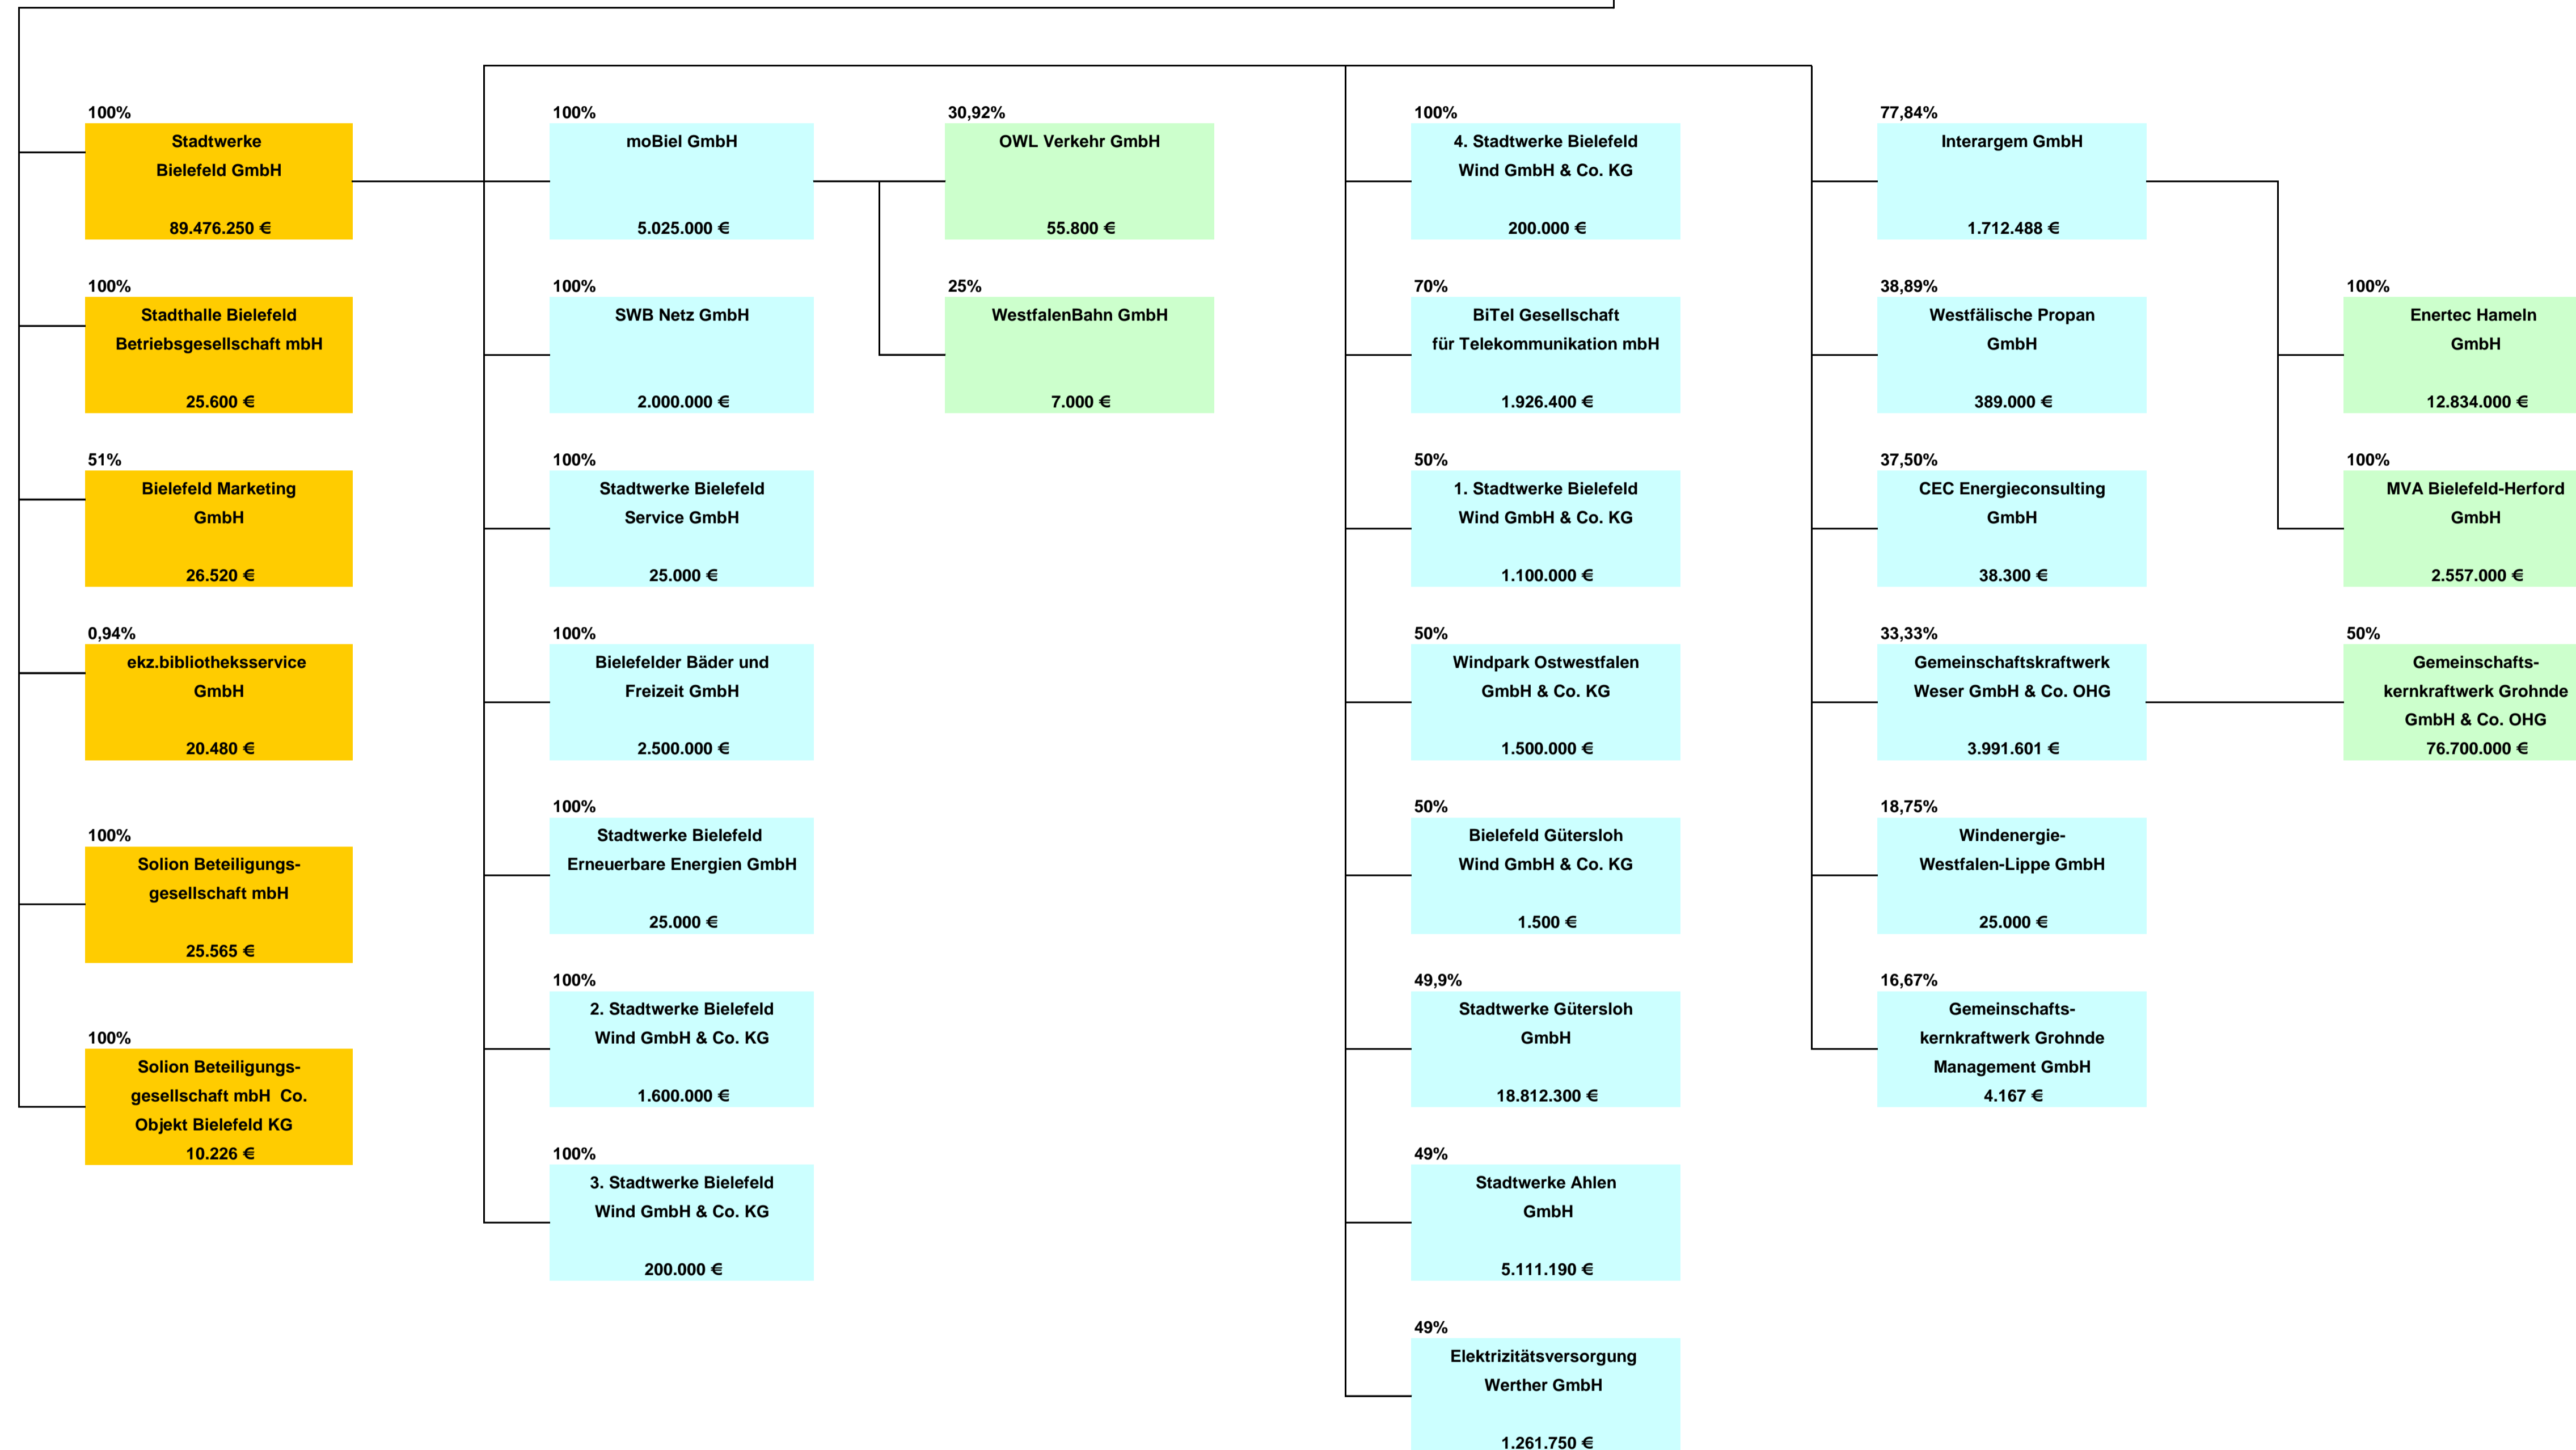 100%
Stadtwerke
Bielefeld GmbH
89.476.250 €
100%
Stadthalle Bielefeld
Betriebsgesellschaft mbH
25.600 €
51%
Bielefeld Marketing
GmbH
26.520 €
0,94%
ekz.bibliotheksservice
GmbH
20.480 €
100%
Solion Beteiligungs-
gesellschaft mbH
25.565 €
100%
Solion Beteiligungs-
gesellschaft mbH Co.
Objekt Bielefeld KG
10.226 €
100%
moBiel GmbH
5.025.000 €
100%
SWB Netz GmbH
2.000.000 €
100%
Stadtwerke Bielefeld
Service GmbH
25.000 €
100%
Bielefelder Bäder und
Freizeit GmbH
2.500.000 €
100%
Stadtwerke Bielefeld
Erneuerbare Energien GmbH
25.000 €
100%
2. Stadtwerke Bielefeld
Wind GmbH & Co. KG
1.600.000 €
100%
3. Stadtwerke Bielefeld
Wind GmbH & Co. KG
200.000 €
30,92%
OWL Verkehr GmbH
55.800 €
25%
WestfalenBahn GmbH
7.000 €
100%
4. Stadtwerke Bielefeld
Wind GmbH & Co. KG
200.000 €
70%
BiTel Gesellschaft
für Telekommunikation mbH
1.926.400 €
50%
1. Stadtwerke Bielefeld
Wind GmbH & Co. KG
1.100.000 €
50%
Windpark Ostwestfalen
GmbH & Co. KG
1.500.000 €
50%
Bielefeld Gütersloh
Wind GmbH & Co. KG
1.500 €
49,9%
Stadtwerke Gütersloh
GmbH
18.812.300 €
49%
Stadtwerke Ahlen
GmbH
5.111.190 €
49%
Elektrizitätsversorgung
Werther GmbH
1.261.750 €
77,84%
Interargem GmbH
1.712.488 €
38,89%
Westfälische Propan
GmbH
389.000 €
37,50%
CEC Energieconsulting
GmbH
38.300 €
33,33%
Gemeinschaftskraftwerk
Weser GmbH & Co. OHG
3.991.601 €
18,75%
Windenergie-
Westfalen-Lippe GmbH
25.000 €
16,67%
Gemeinschafts-
kernkraftwerk Grohnde
Management GmbH
4.167 €
100%
Enertec Hameln
GmbH
12.834.000 €
100%
MVA Bielefeld-Herford
GmbH
2.557.000 €
50%
Gemeinschafts-
kernkraftwerk Grohnde
GmbH & Co. OHG
76.700.000 €